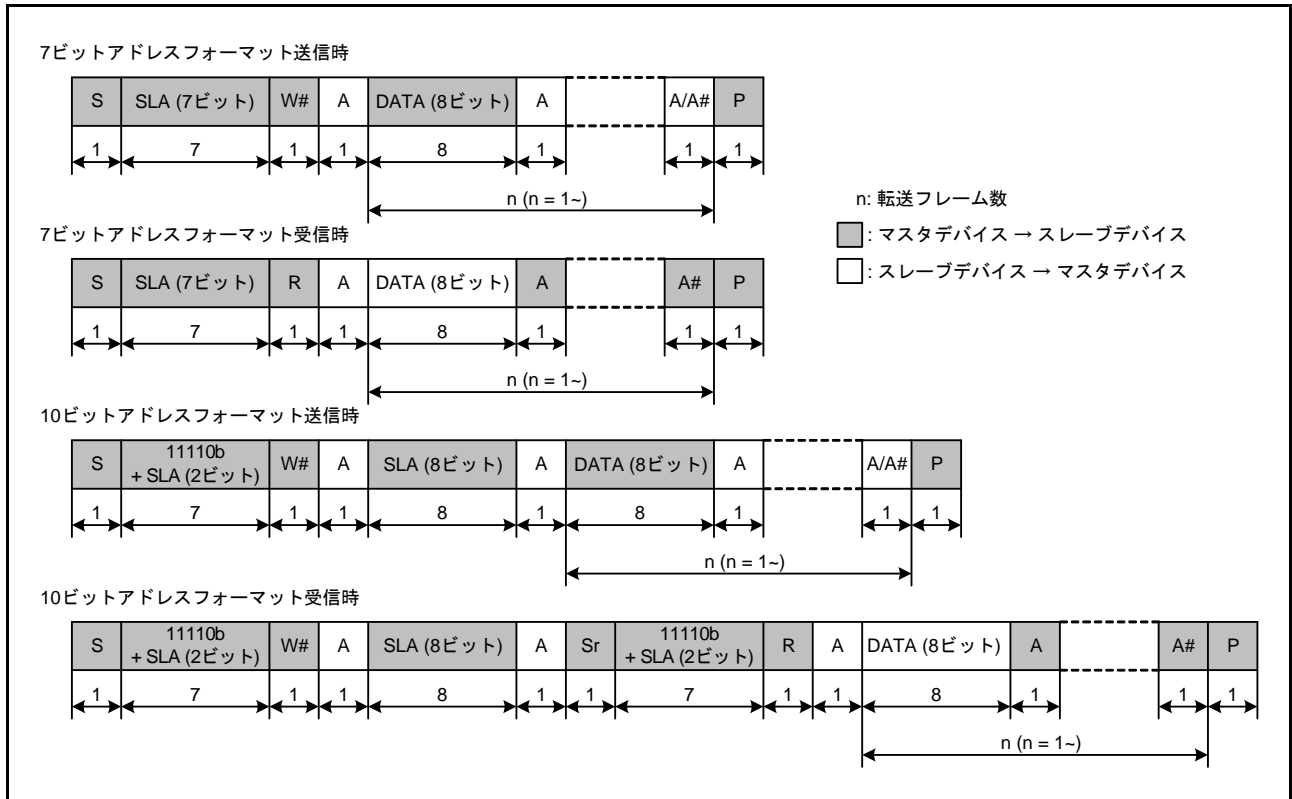 7ビットアドレスフォーマット送信時
S SLA (7ビット) W# A DATA (8ビット) A A/A# P
1 7 1 1 8 1 1 1
n (n = 1~)
n: 転送フレーム数
: マスタデバイス → スレーブデバイス
: スレーブデバイス → マスタデバイス
7ビットアドレスフォーマット受信時
S SLA (7ビット) R A DATA (8ビット) A A# P
1 7 1 1 8 1 1 1
n (n = 1~)
10ビットアドレスフォーマット送信時
S 11110b + SLA (2ビット) W# A SLA (8ビット) A DATA (8ビット) A A/A# P
1 7 1 1 8 1 8 1 1 1
n (n = 1~)
10ビットアドレスフォーマット受信時
S 11110b + SLA (2ビット) W# A SLA (8ビット) A Sr 11110b + SLA (2ビット) R A DATA (8ビット) A A# P
1 7 1 1 8 1 1 7 1 1 8 1 1 1
n (n = 1~)